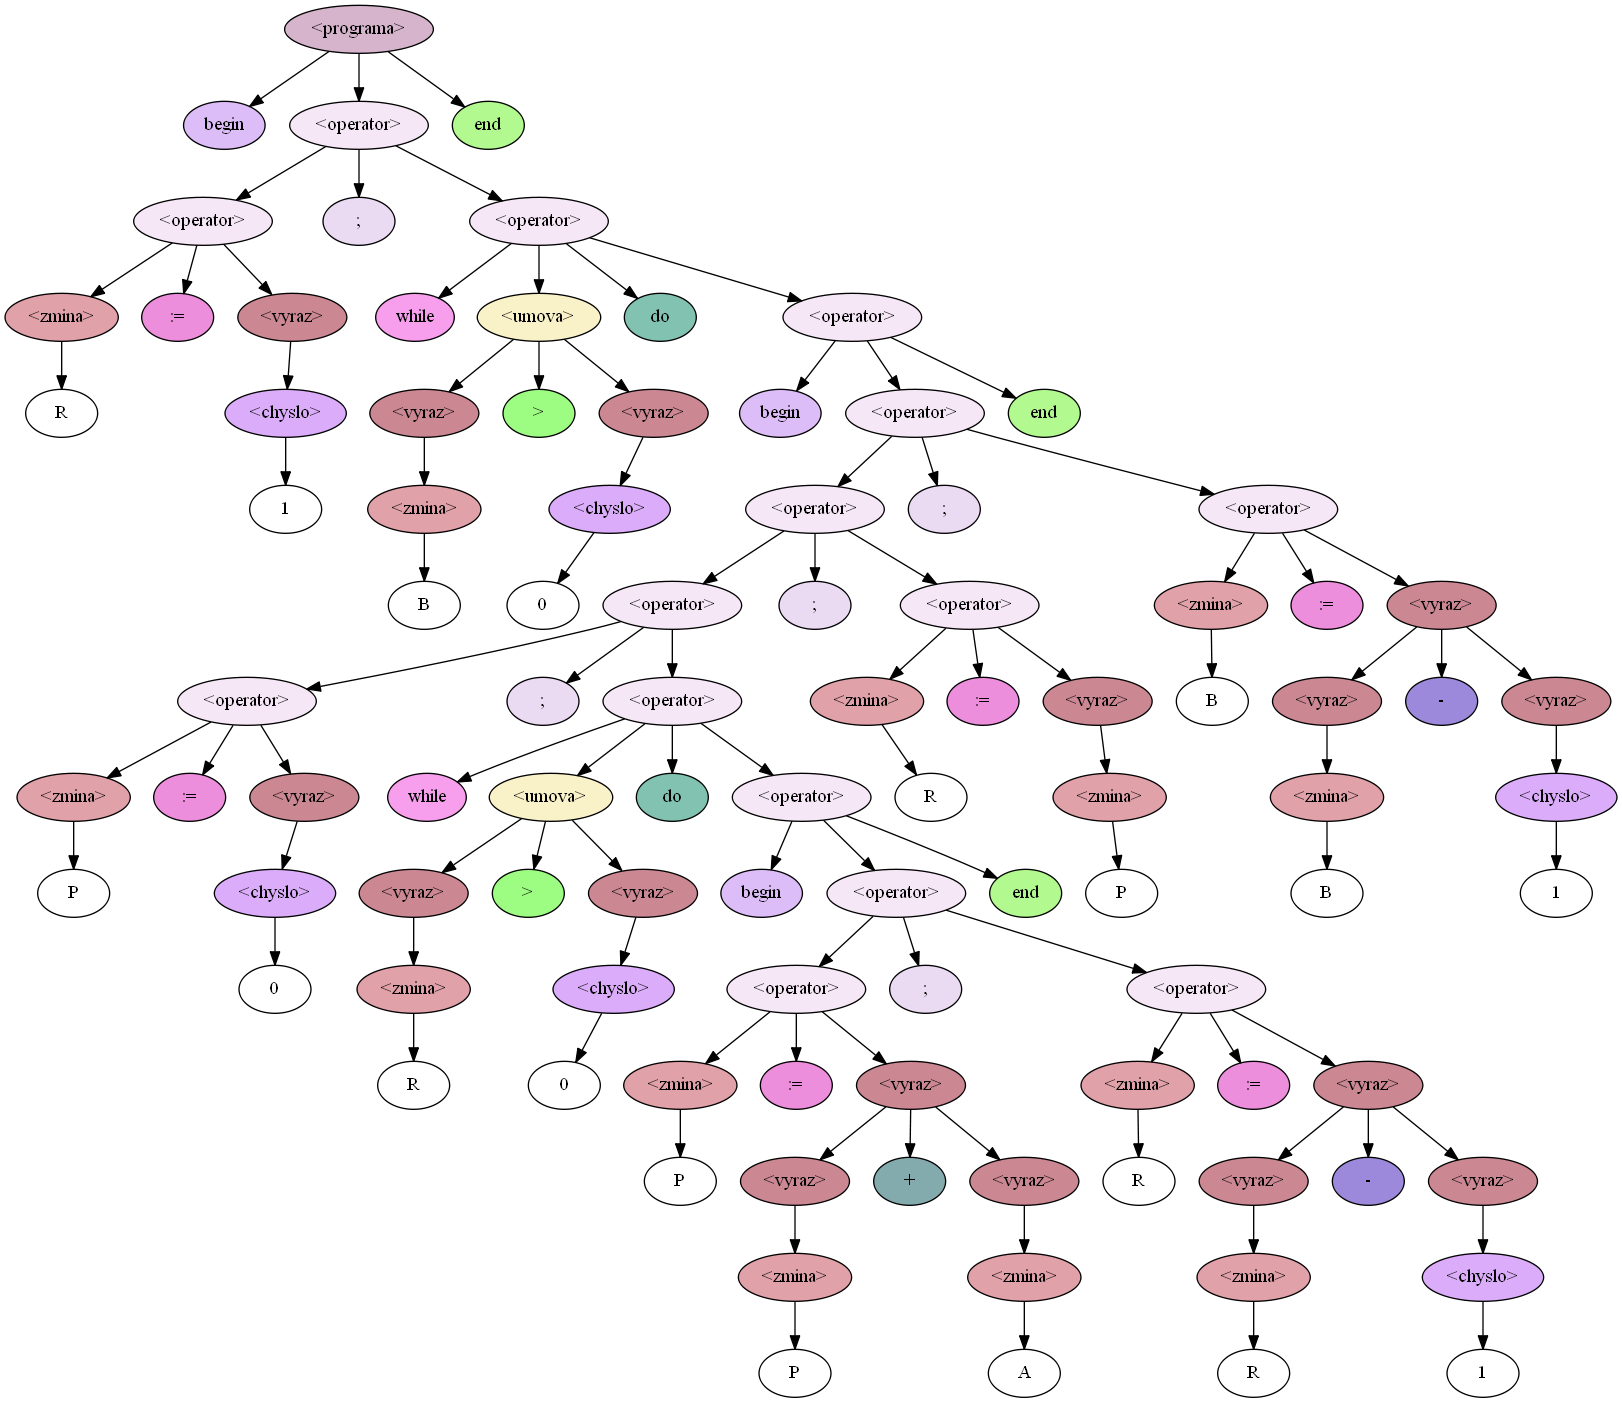 <programa>
begin <operator> end
<operator> ; <operator>
<zmina> := <vyraz> while <umova> do <operator>
R <chyslo> <vyraz> > <vyraz> begin <operator> end
1 <zmina> <chyslo> <operator> ; <operator>
B 0 <operator> ; <operator> <zmina> := <vyraz>
<operator> ; <operator> <zmina> := <vyraz> B <vyraz> - <vyraz>
<zmina> := <vyraz> while <umova> do <operator> R <zmina> <zmina> <chyslo>
P <chyslo> <vyraz> > <vyraz> begin <operator> end P B 1
0 <zmina> <chyslo> <operator> ; <operator>
R 0 <zmina> := <vyraz> <zmina> := <vyraz>
P <vyraz> + <vyraz> R <vyraz> - <vyraz>
<zmina> <zmina> <zmina> <chyslo>
P A R 1